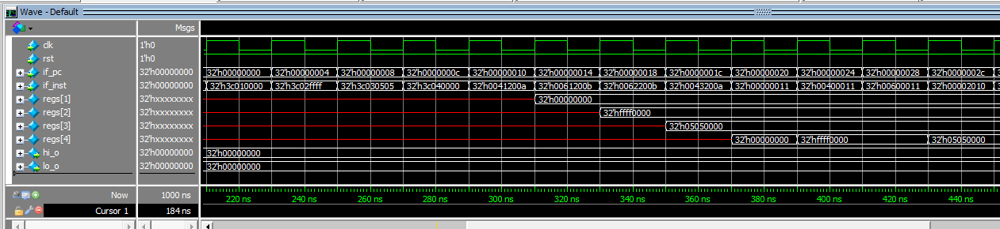 Wave - Default
Msgs
clk 1'h0
rst 1'h0
if_pc 32'h00000000 32'h00000000 32'h00000004 32'h00000008 32'h0000000c 32'h00000010 32'h00000014 32'h00000018 32'h0000001c 32'h00000020 32'h00000024 32'h00000028 32'h0000002c
if_inst 32'h00000000 32'h3c010000 32'h3c02ffff 32'h3c030505 32'h3c040000 32'h0041200a 32'h0061200b 32'h0062200b 32'h0043200a 32'h00000011 32'h00400011 32'h00600011 32'h00002010
regs[1] 32'hxxxxxxxx 32'h00000000
regs[2] 32'hxxxxxxxx 32'hffff0000
regs[3] 32'hxxxxxxxx 32'h05050000
regs[4] 32'hxxxxxxxx 32'h00000000 32'hffff0000 32'h05050000
hi_o 32'h00000000 32'h00000000
lo_o 32'h00000000 32'h00000000
Now 1000 ns 220 ns 240 ns 260 ns 280 ns 300 ns 320 ns 340 ns 360 ns 380 ns 400 ns 420 ns 440 ns
Cursor 1 184 ns